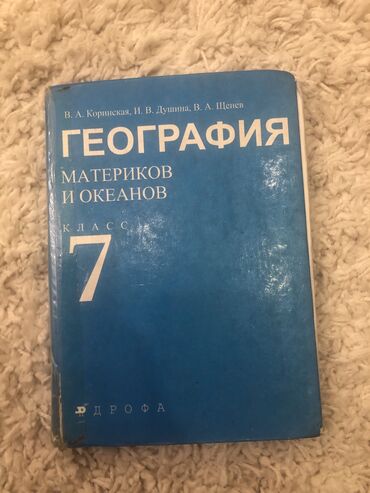 В. А. Коринская, И. В. Душина, В. А. Щенев
ГЕОГРАФИЯ
МАТЕРИКОВ
И ОКЕАНОВ
КЛАСС
7
ДРОФА